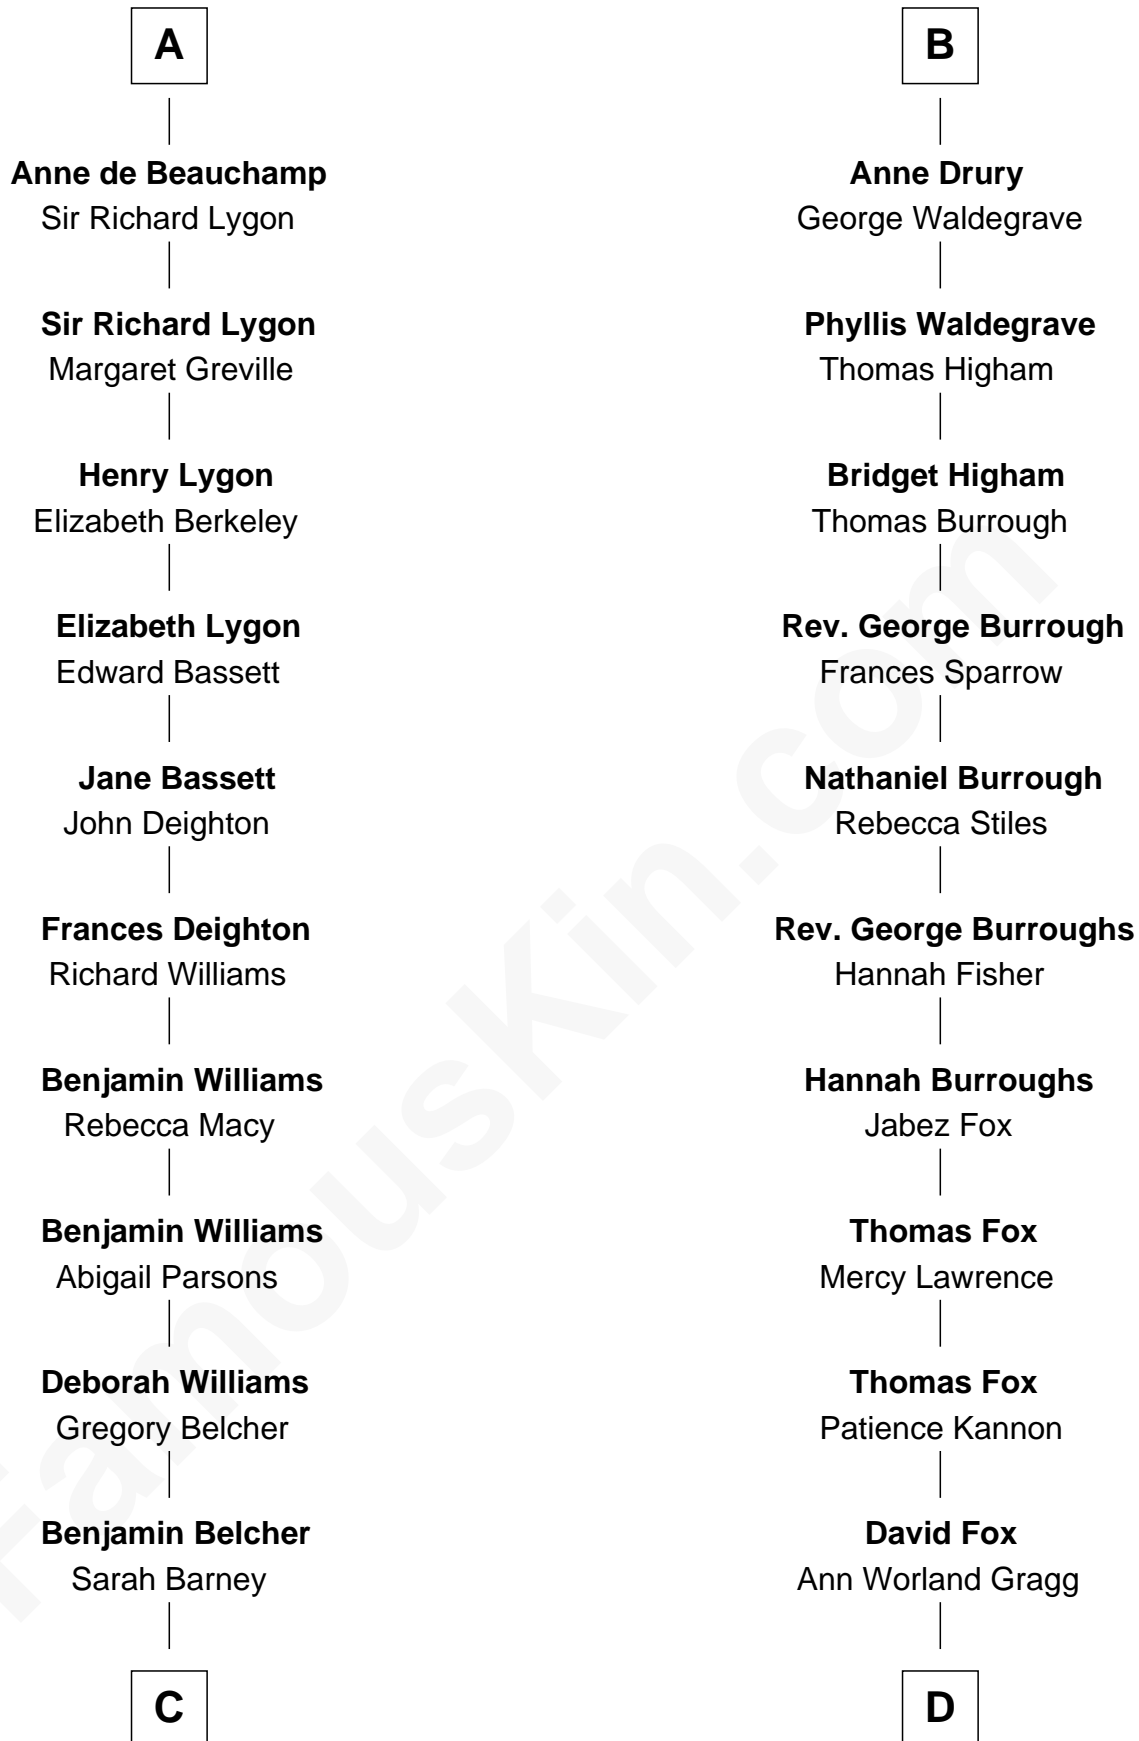 A
Anne de Beauchamp
Sir Richard Lygon
Sir Richard Lygon
Margaret Greville
Henry Lygon
Elizabeth Berkeley
Elizabeth Lygon
Edward Bassett
Jane Bassett
John Deighton
Frances Deighton
Richard Williams
Benjamin Williams
Rebecca Macy
Benjamin Williams
Abigail Parsons
Deborah Williams
Gregory Belcher
Benjamin Belcher
Sarah Barney
C
B
Anne Drury
George Waldegrave
Phyllis Waldegrave
Thomas Higham
Bridget Higham
Thomas Burrough
Rev. George Burrough
Frances Sparrow
Nathaniel Burrough
Rebecca Stiles
Rev. George Burroughs
Hannah Fisher
Hannah Burroughs
Jabez Fox
Thomas Fox
Mercy Lawrence
Thomas Fox
Patience Kannon
David Fox
Ann Worland Gragg
D
FamousKin.com